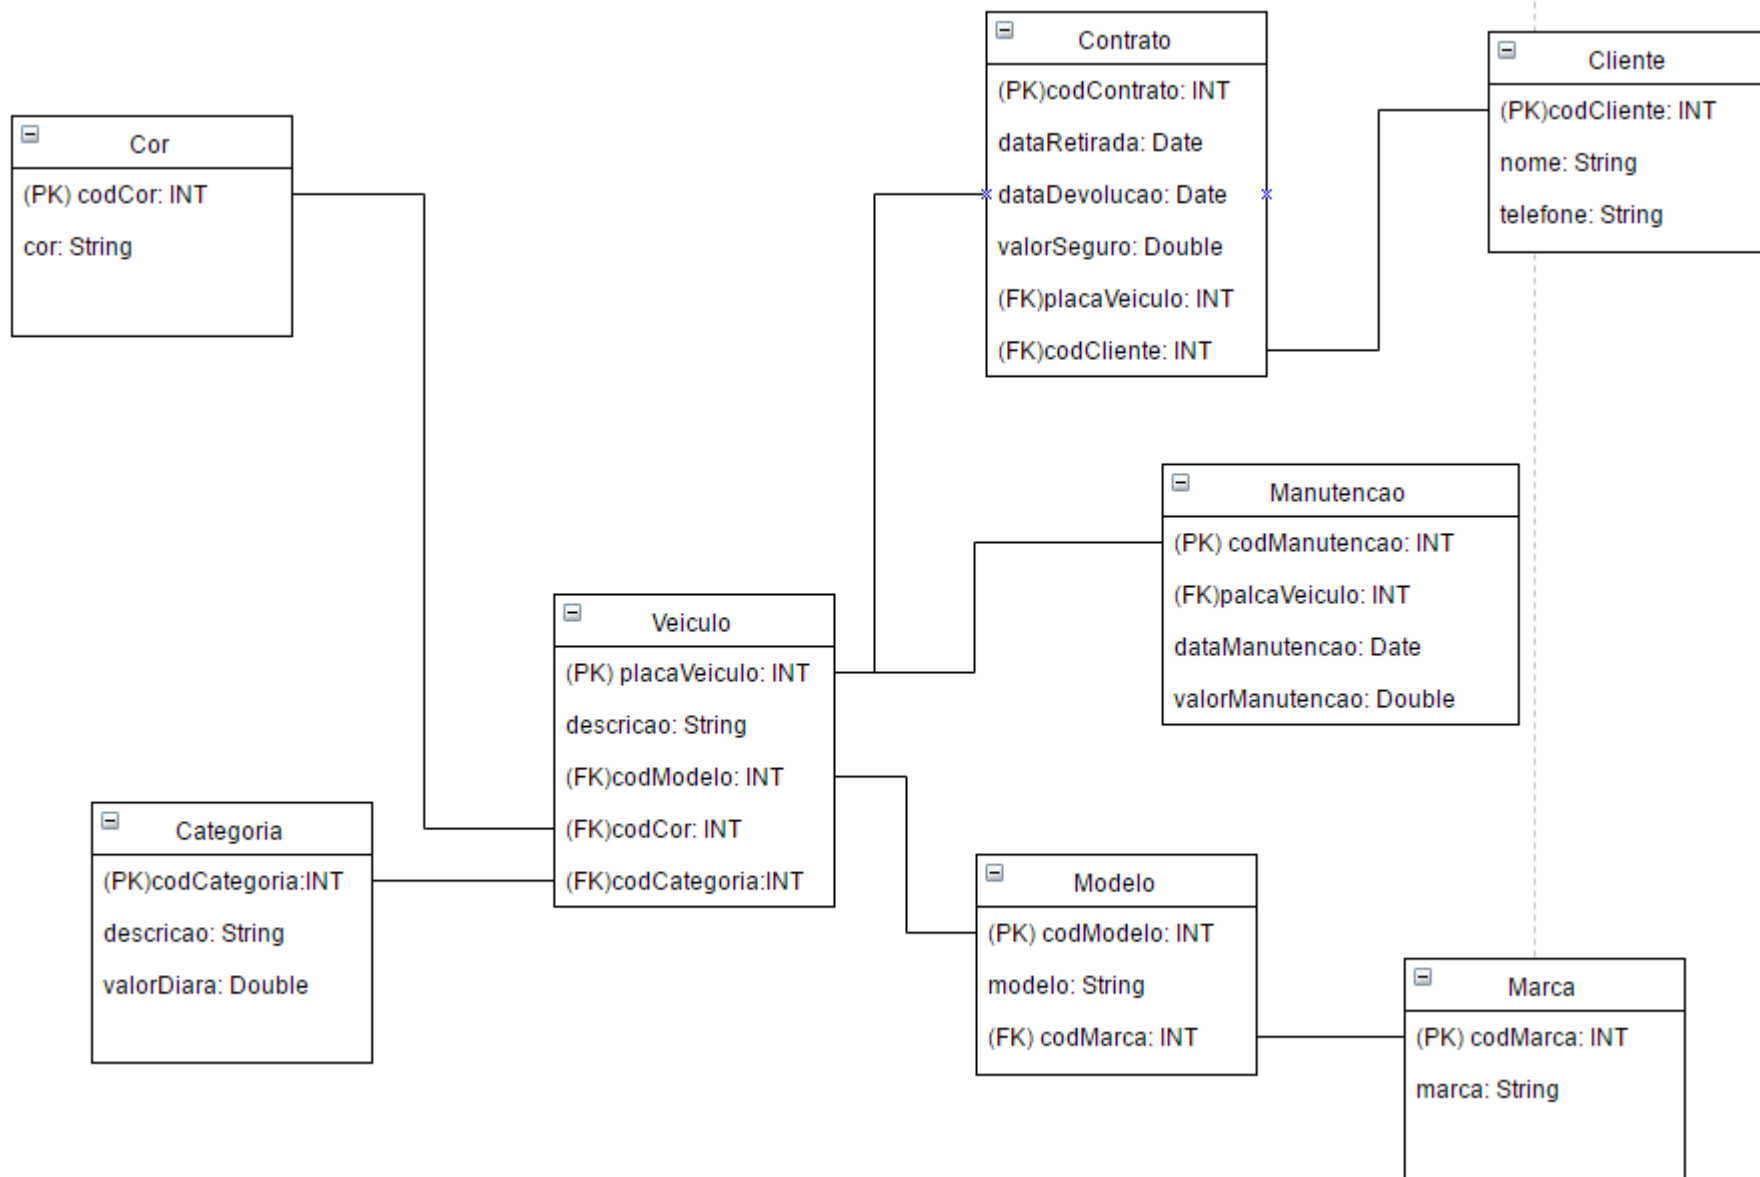 Contrato
(PK)codContrato: INT
dataRetirada: Date
dataDevolucao: Date
valorSeguro: Double
(FK)placaVeiculo: INT
(FK)codCliente: INT
Cliente
(PK)codCliente: INT
nome: String
telefone: String
Cor
(PK) codCor: INT
cor: String
Manutencao
(PK) codManutencao: INT
(FK)palcaVeiculo: INT
dataManutencao: Date
valorManutencao: Double
Veiculo
(PK) placaVeiculo: INT
descricao: String
(FK)codModelo: INT
(FK)codCor: INT
(FK)codCategoria:INT
Categoria
(PK)codCategoria:INT
descricao: String
valorDiara: Double
Modelo
(PK) codModelo: INT
modelo: String
(FK) codMarca: INT
Marca
(PK) codMarca: INT
marca: String